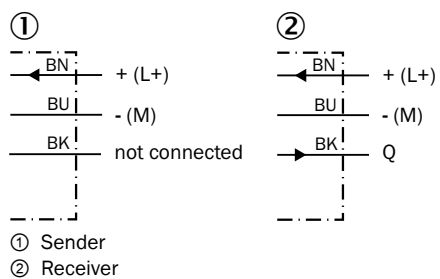 ① ②
BN + (L+) BN + (L+)
BU - (M) BU - (M)
BK not connected BK Q
① Sender
② Receiver